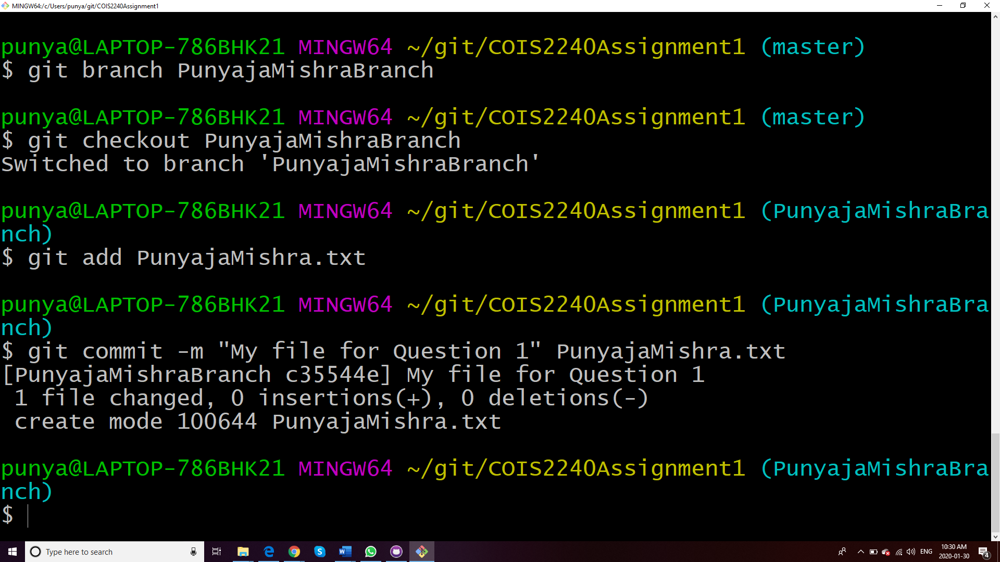 MINGW64:/c/Users/punya/git/COIS2240Assignment1
punya@LAPTOP-786BHK21 MINGW64 ~/git/COIS2240Assignment1 (master)
$ git branch PunyajaMishraBranch
punya@LAPTOP-786BHK21 MINGW64 ~/git/COIS2240Assignment1 (master)
$ git checkout PunyajaMishraBranch
Switched to branch 'PunyajaMishraBranch'
punya@LAPTOP-786BHK21 MINGW64 ~/git/COIS2240Assignment1 (PunyajaMishraBra
nch)
$ git add PunyajaMishra.txt
punya@LAPTOP-786BHK21 MINGW64 ~/git/COIS2240Assignment1 (PunyajaMishraBra
nch)
$ git commit -m "My file for Question 1" PunyajaMishra.txt
[PunyajaMishraBranch c35544e] My file for Question 1
 1 file changed, 0 insertions(+), 0 deletions(-)
 create mode 100644 PunyajaMishra.txt
punya@LAPTOP-786BHK21 MINGW64 ~/git/COIS2240Assignment1 (PunyajaMishraBra
nch)
$
Type here to search
ENG
10:30 AM
2020-01-30
4